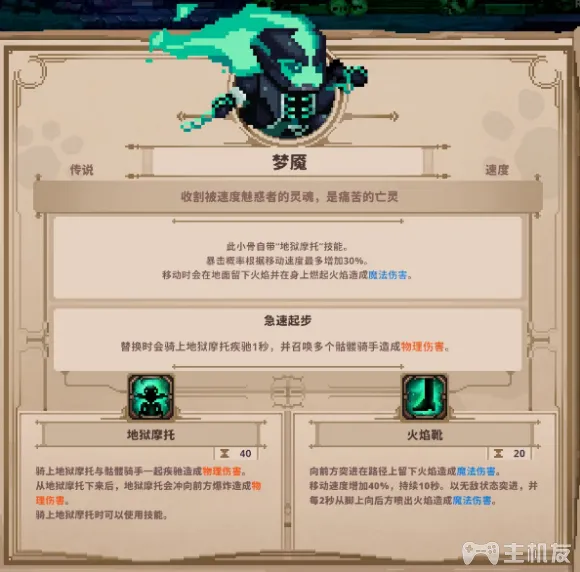 梦魇
传说
速度
收割被速度魅惑者的灵魂，是痛苦的亡灵
此小骨自带“地狱摩托”技能。
暴击概率根据移动速度最多增加30%。
移动时会在地面留下火焰并在身上燃起火焰造成魔法伤害。
急速起步
替换时会骑上地狱摩托疾驰1秒，并召唤多个骷髅骑手造成物理伤害。
地狱摩托
40
骑上地狱摩托与骷髅骑手一起疾驰造成物理伤害。
从地狱摩托下来后，地狱摩托会冲向前方爆炸造成物
理伤害。
骑上地狱摩托时可以使用技能。
火焰靴
20
向前方突进在路径上留下火焰造成魔法伤害。
移动速度增加40%，持续10秒。以无敌状态突进，并
每2秒从脚上向后方喷出火焰造成魔法伤害。
主机友